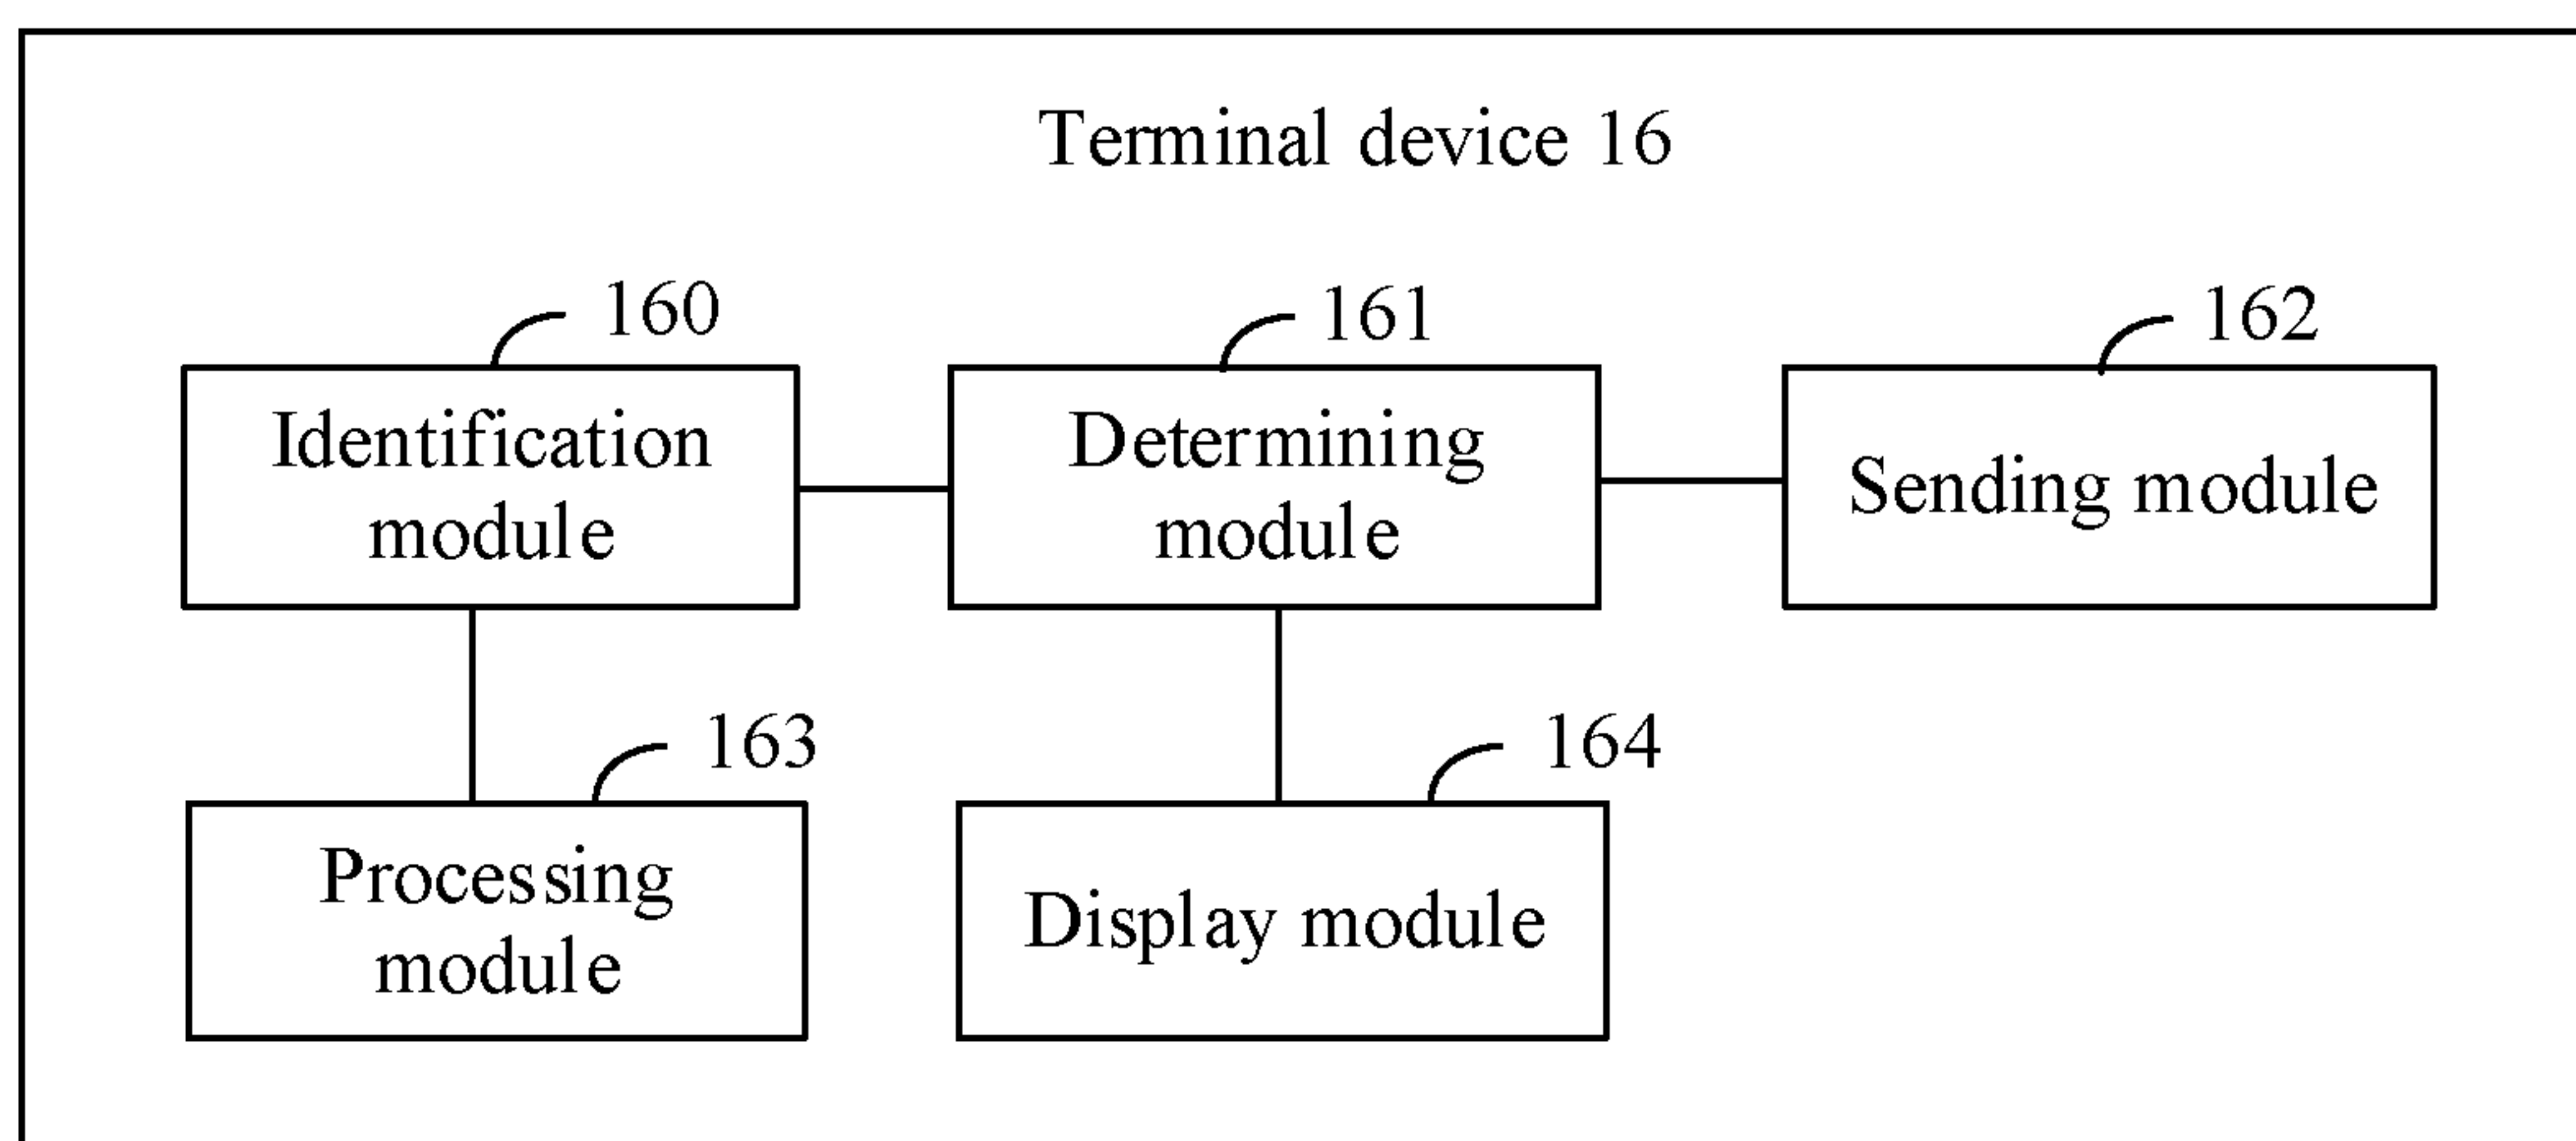 Terminal device 16
160
161
162
Identification
module
Determining
module
Sending module
163
164
Processing
module
Display module